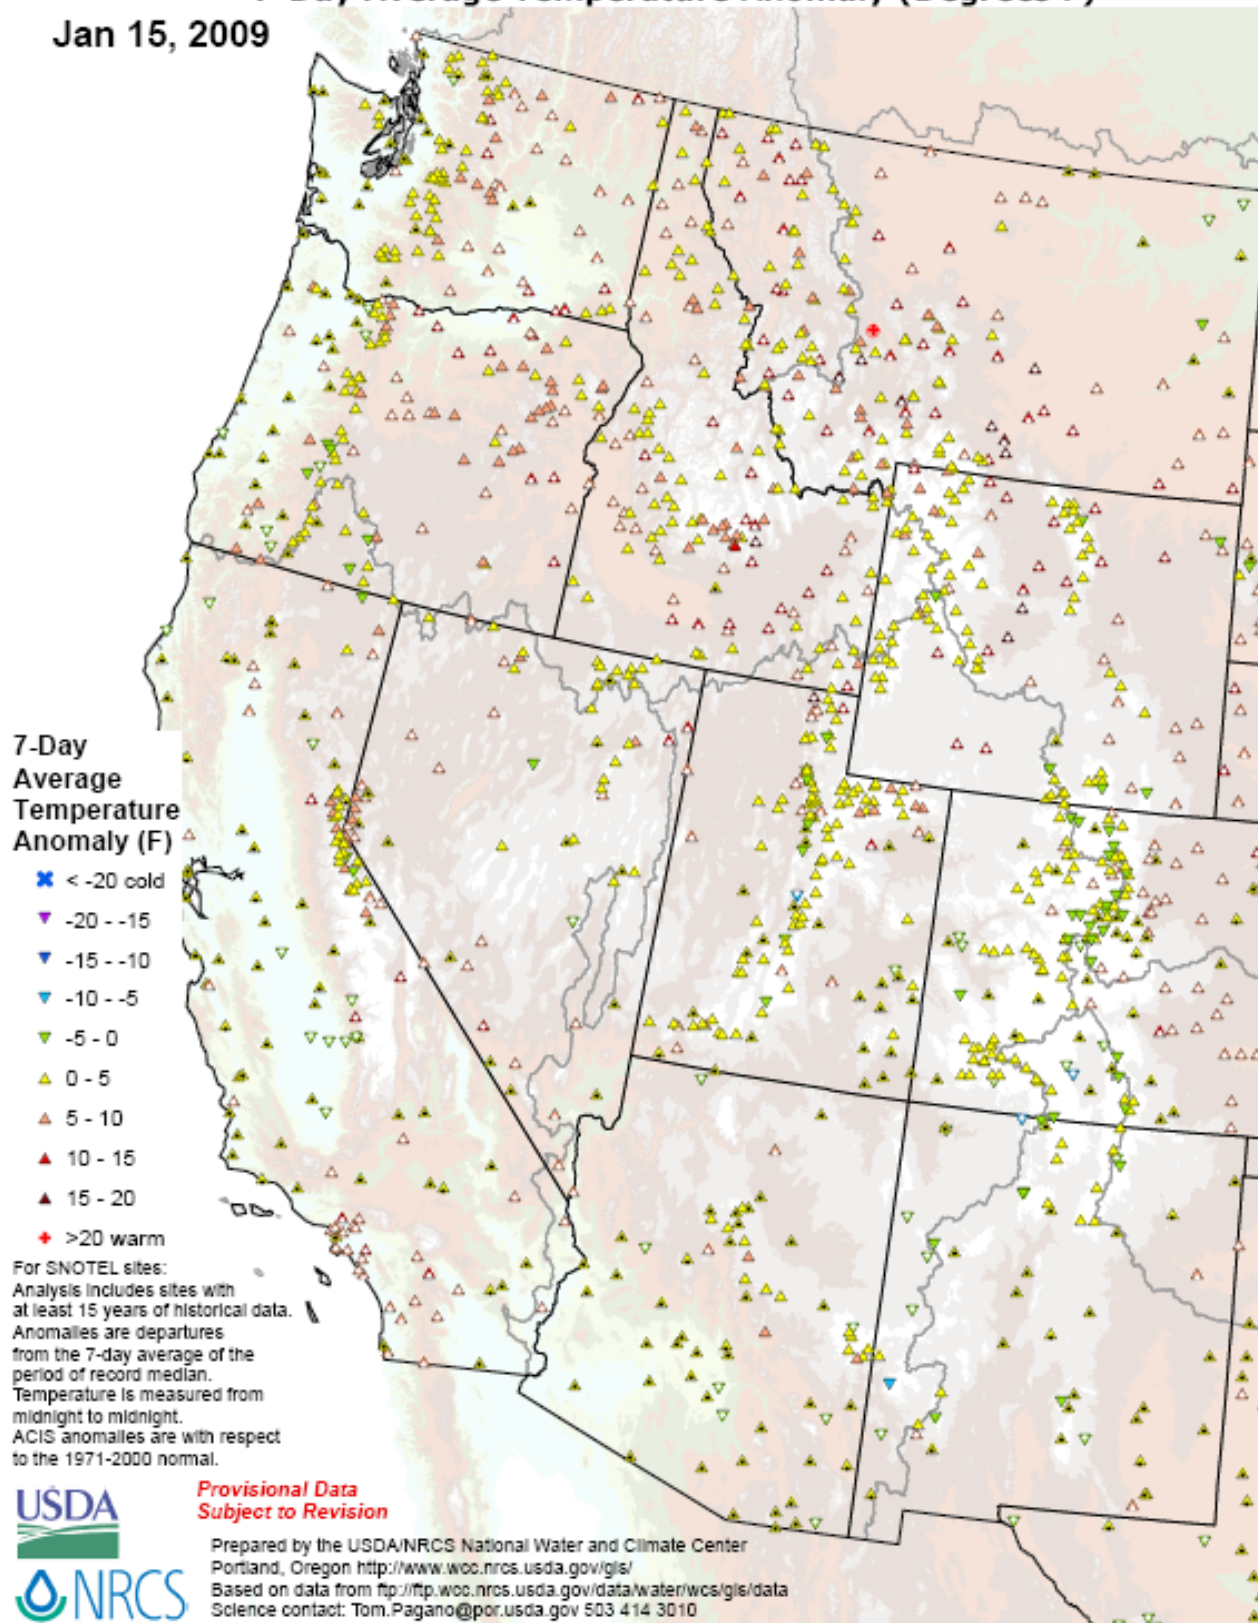 7-Day Average Temperature Anomaly (Degrees F)
Jan 15, 2009
7-Day
Average
Temperature
Anomaly (F)
< -20 cold
-20 - -15
-15 - -10
-10 - -5
-5 - 0
0 - 5
5 - 10
10 - 15
15 - 20
>20 warm
For SNOTEL sites:
Analysis includes sites with
at least 15 years of historical data.
Anomalies are departures
from the 7-day average of the
period of record median.
Temperature is measured from
midnight to midnight.
ACIS anomalies are with respect
to the 1971-2000 normal.
USDA
NRCS
Provisional Data
Subject to Revision
Prepared by the USDA/NRCS National Water and Climate Center
Portland, Oregon http://www.wcc.nrcs.usda.gov/gis/
Based on data from ftp://ftp.wcc.nrcs.usda.gov/data/water/wcs/gis/data
Science contact: Tom.Pagano@por.usda.gov 503 414 3010